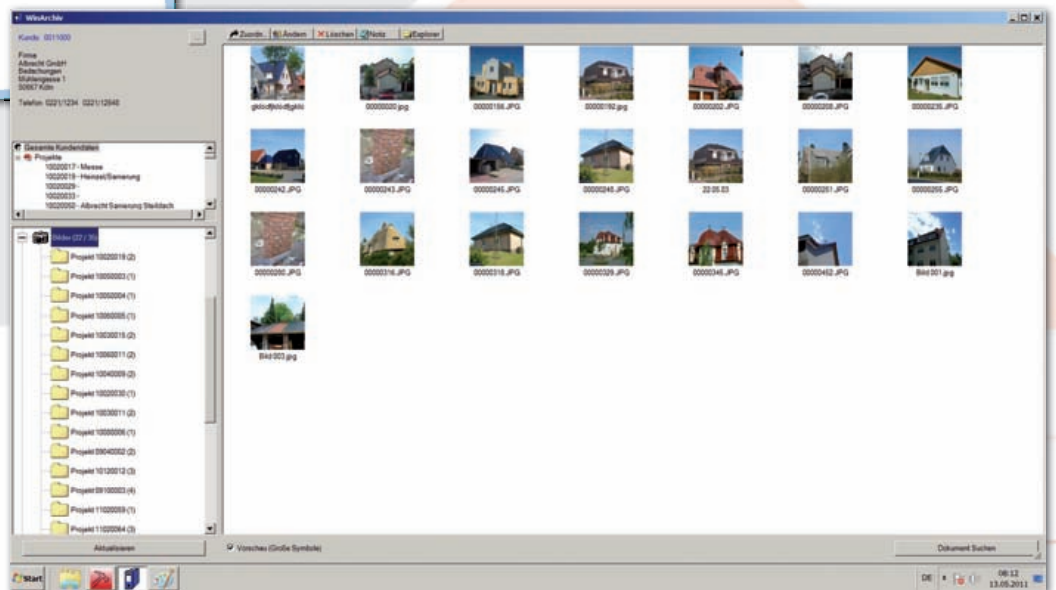 WinArchiv
Kunde 0011000
Firma
Albrecht GmbH
Bedachungen
Mühlengasse 1
50667 Köln
Telefon 0221/1234 0221/12848
Gesamte Kundendaten
Projekte
10020017 - Messe
10020019 - Heinzel/Sanierung
10020029 -
10020033 -
10020050 - Albrecht Sanierung Steildach
Bilder (22 / 35)
Projekt 10020019 (2)
Projekt 10050003 (1)
Projekt 10050004 (1)
Projekt 10060005 (1)
Projekt 10030015 (2)
Projekt 10060011 (2)
Projekt 10040009 (2)
Projekt 10020030 (1)
Projekt 10030011 (2)
Projekt 10080006 (1)
Projekt 09040002 (2)
Projekt 10120012 (3)
Projekt 09100003 (4)
Projekt 11020059 (1)
Projekt 11020064 (3)
Aktualisieren
Zuordn. Ändern Löschen Notiz Explorer
00000020.jpg 00000186.JPG 00000192.jpg 00000202.JPG 00000208.JPG 00000235.JPG
00000242.JPG 00000243.JPG 00000245.JPG 00000246.JPG 22.05.03 00000251.JPG 00000255.JPG
00000260.JPG 00000316.JPG 00000318.JPG 00000329.JPG 00000346.JPG 00000452.JPG Bild 001.jpg
Bild 003.jpg
Vorschau (Große Symbole)
Dokument Suchen
Start
DE
08:12
13.05.2011